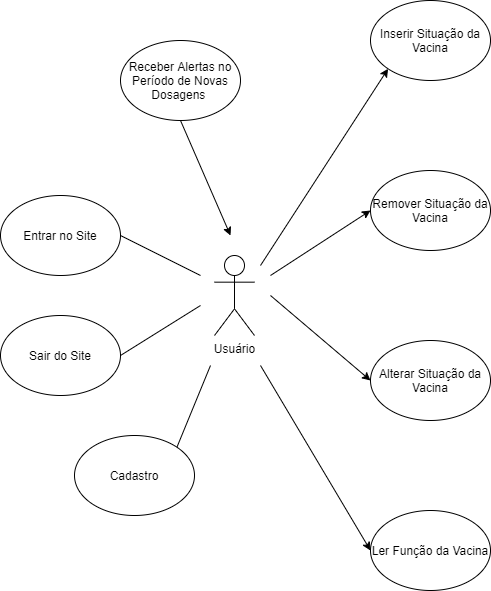 Inserir Situação da
Vacina
Receber Alertas no
Período de Novas
Dosagens
Remover Situação da
Vacina
Entrar no Site
Usuário
Sair do Site
Alterar Situação da
Vacina
Cadastro
Ler Função da Vacina